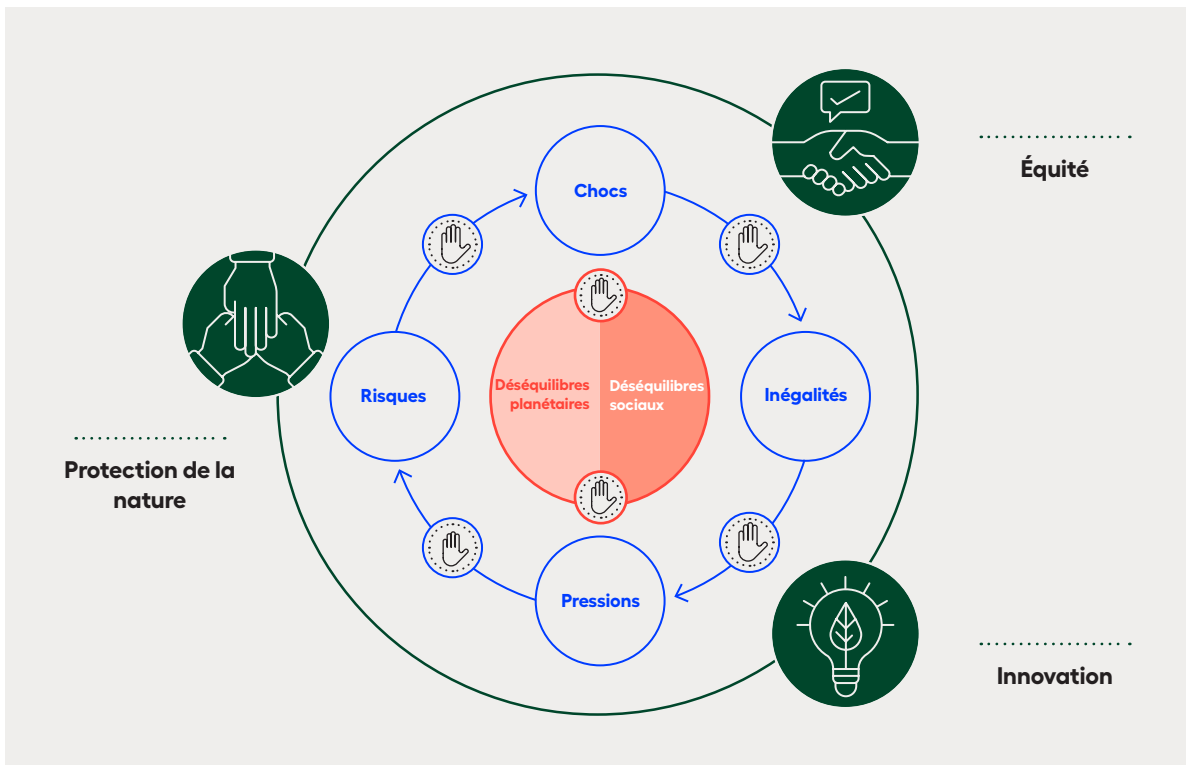 Équité
Chocs
Déséquilibres
planétaires
Déséquilibres
sociaux
Risques
Inégalités
Protection de la
nature
Pressions
Innovation